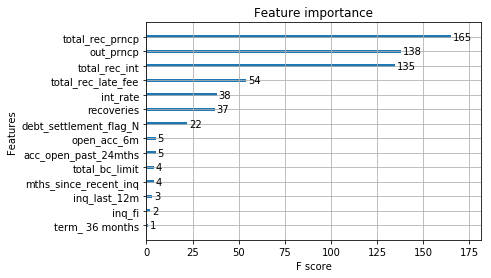 Feature importance
Features
total_rec_prncp 165
out_prncp 138
total_rec_int 135
total_rec_late_fee 54
int_rate 38
recoveries 37
debt_settlement_flag_N 22
open_acc_6m 5
acc_open_past_24mths 5
total_bc_limit 4
mths_since_recent_inq 4
inq_last_12m 3
inq_fi 2
term_ 36 months 1
0 25 50 75 100 125 150 175
F score